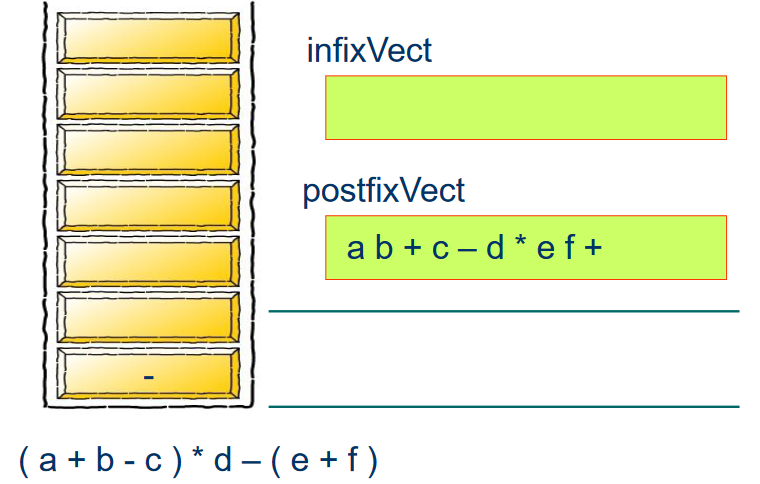 infixVect
postfixVect
a b + c – d * e f +
-
( a + b - c ) * d – ( e + f )